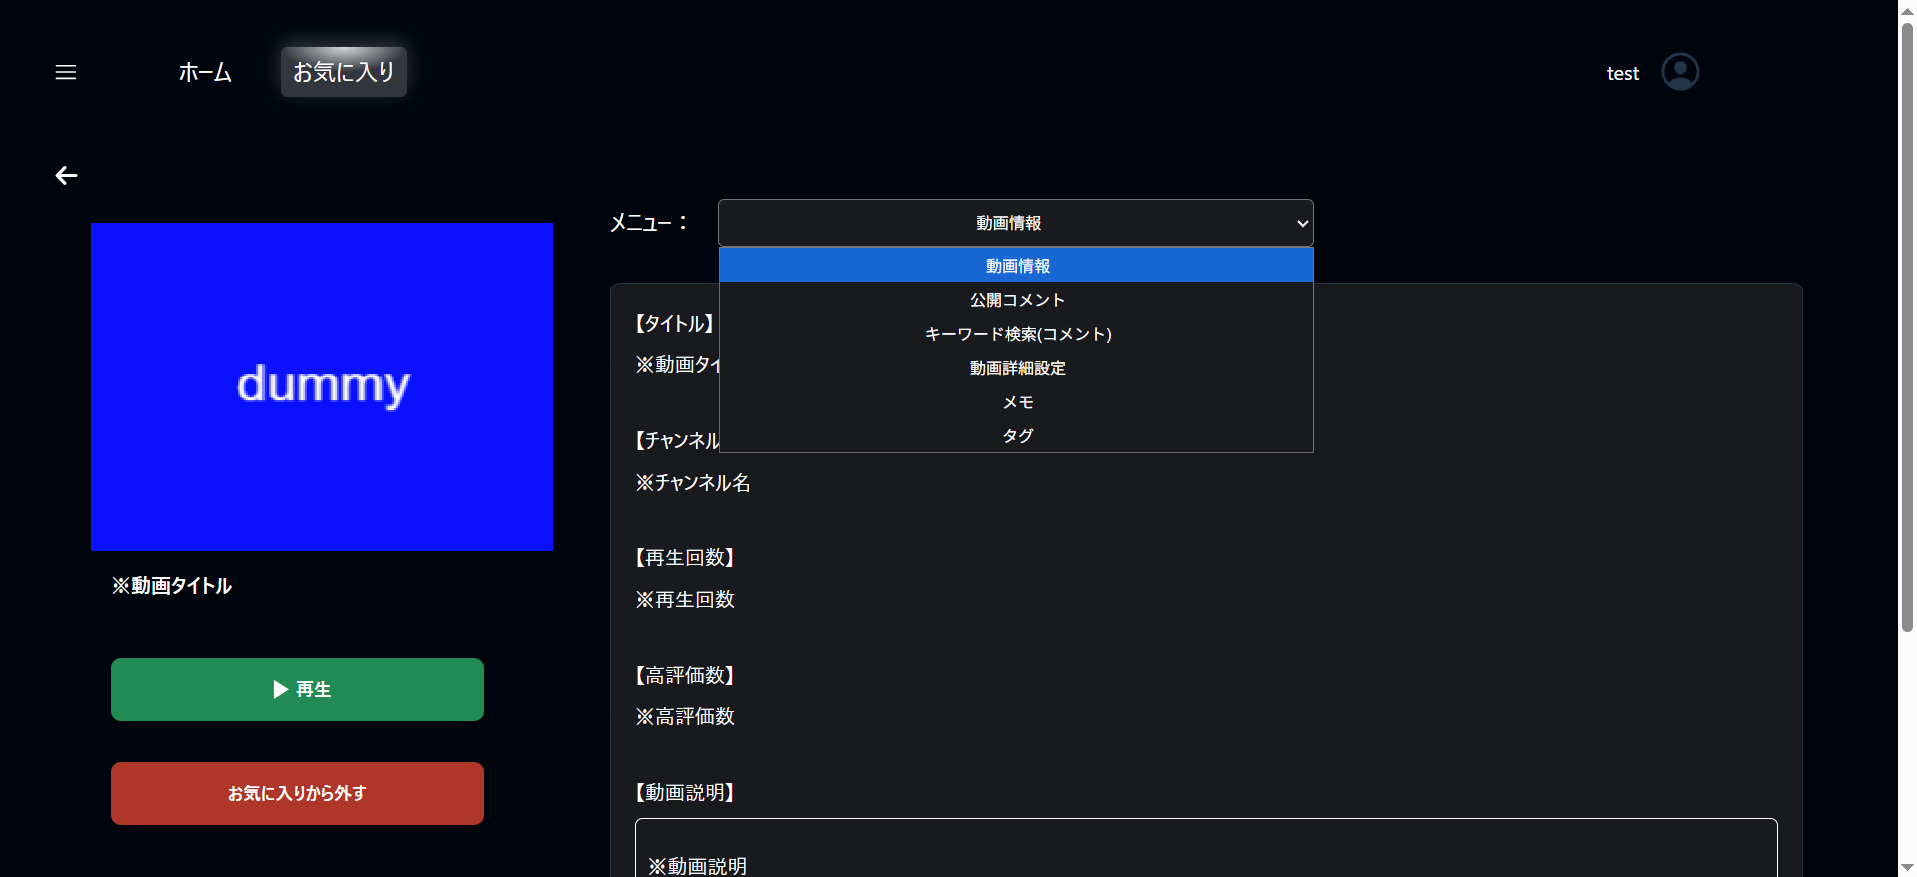 ホーム
お気に入り
test
メニュー：
動画情報
動画情報
公開コメント
キーワード検索(コメント)
動画詳細設定
メモ
タグ
dummy
※動画タイトル
▶ 再生
お気に入りから外す
【タイトル】
※動画タイ
【チャンネル
※チャンネル名
【再生回数】
※再生回数
【高評価数】
※高評価数
【動画説明】
※動画説明